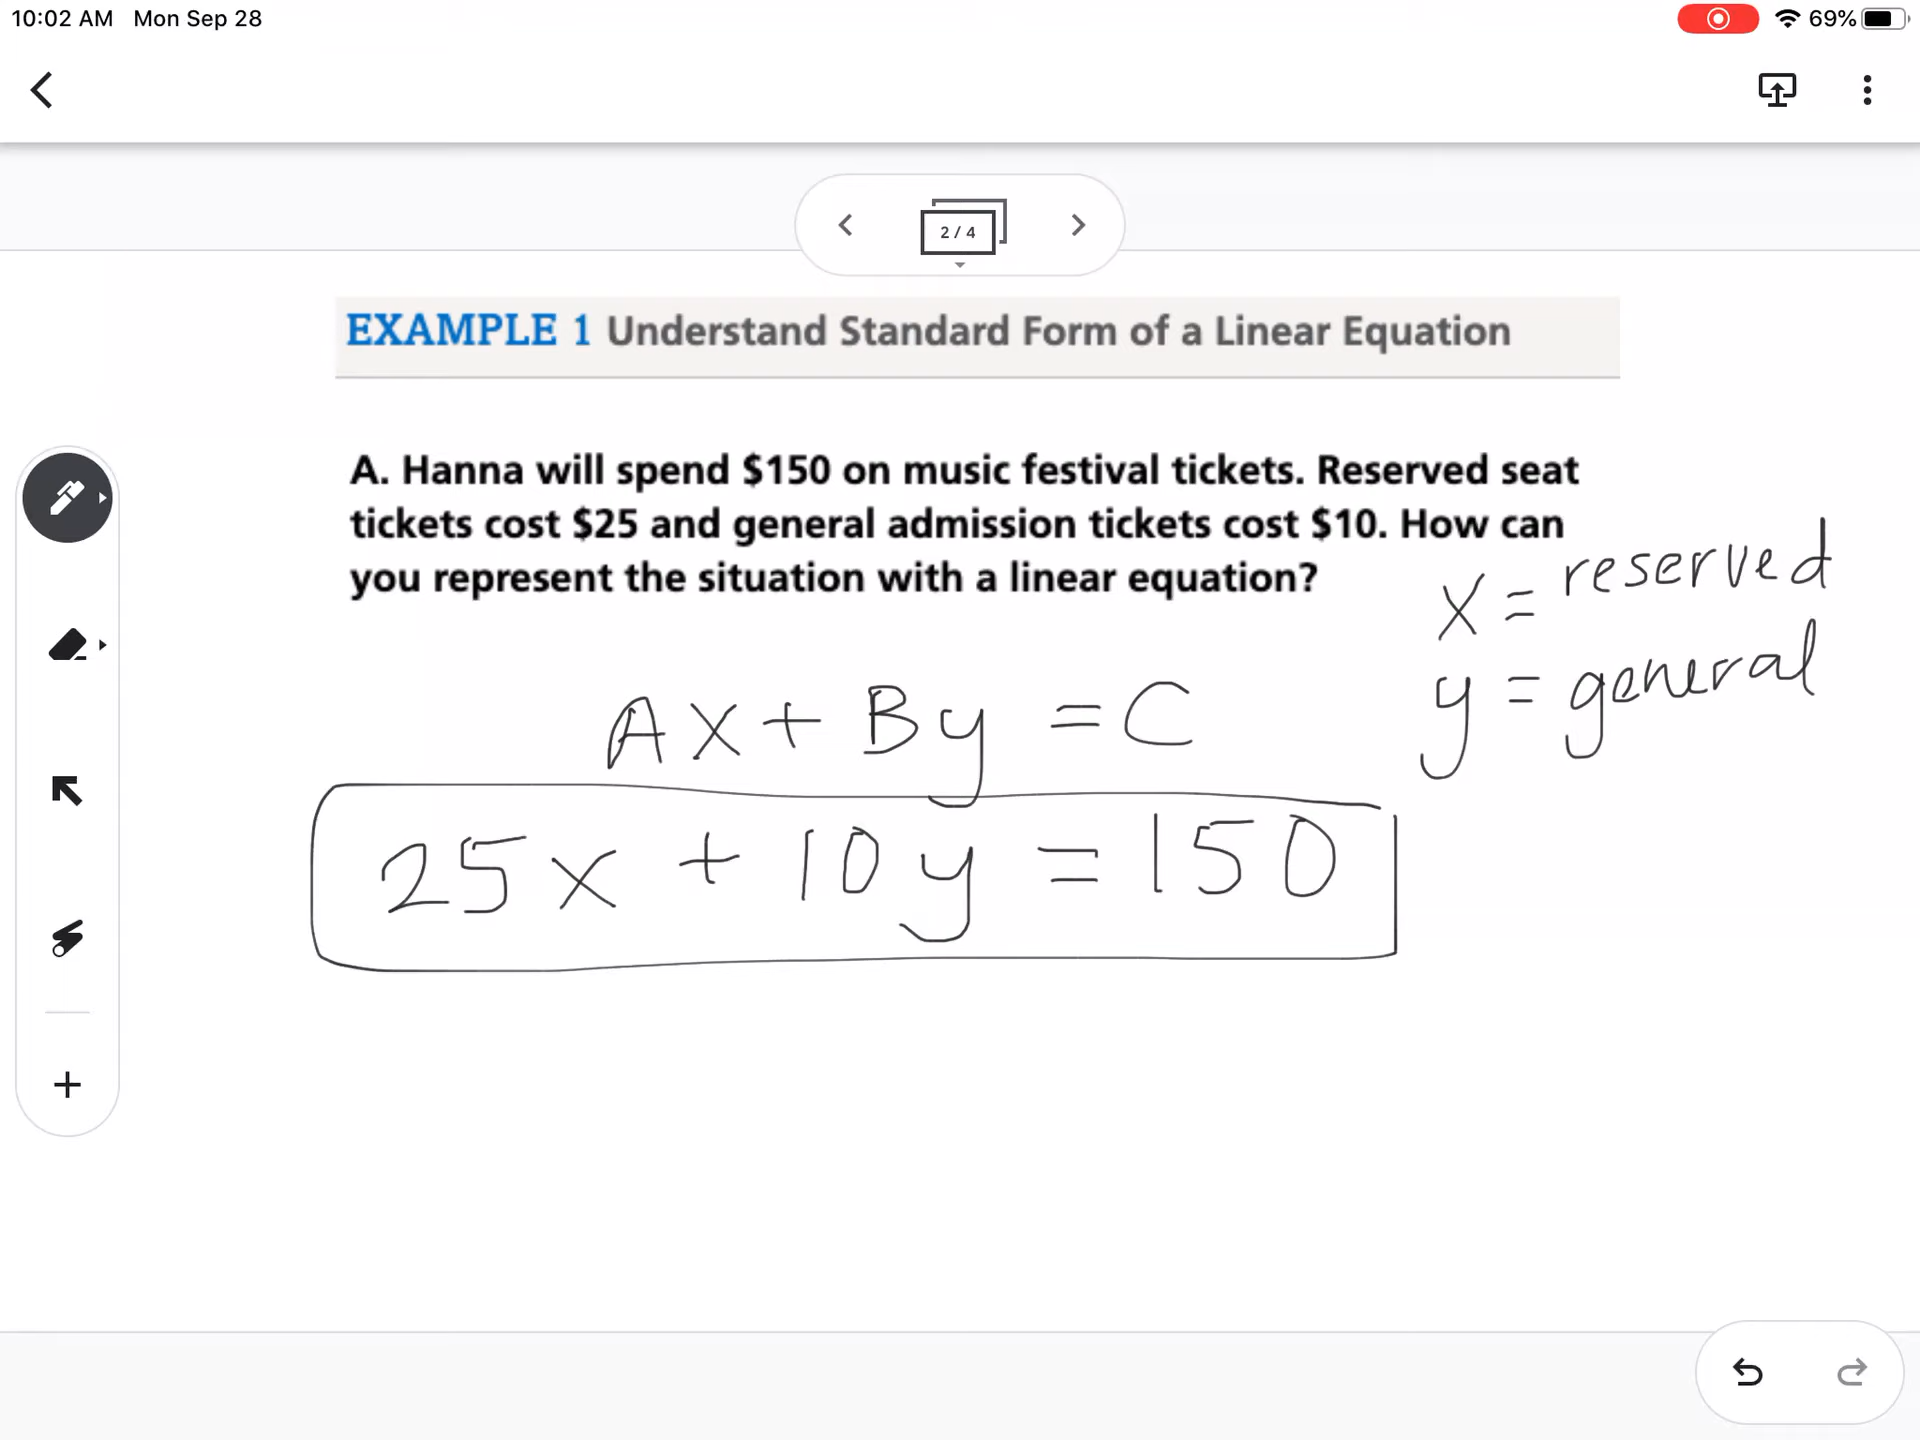 10:02 AM Mon Sep 28
69%
2 / 4
EXAMPLE 1 Understand Standard Form of a Linear Equation
A. Hanna will spend $150 on music festival tickets. Reserved seat
tickets cost $25 and general admission tickets cost $10. How can
you represent the situation with a linear equation?
x = reserved
y = general
Ax + By = C
25x + 10y = 150